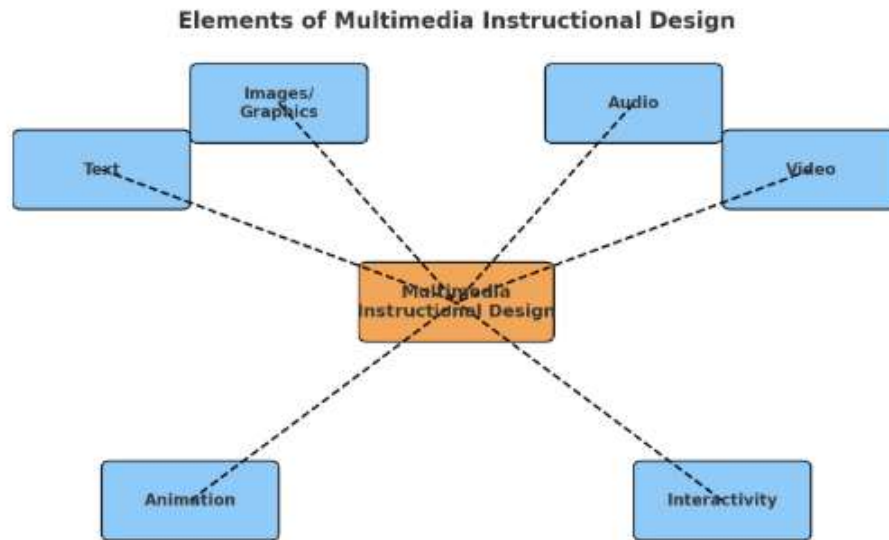 Elements of Multimedia Instructional Design
Images/
Graphics
Audio
Text
Video
Multimedia
Instructional Design
Animation
Interactivity